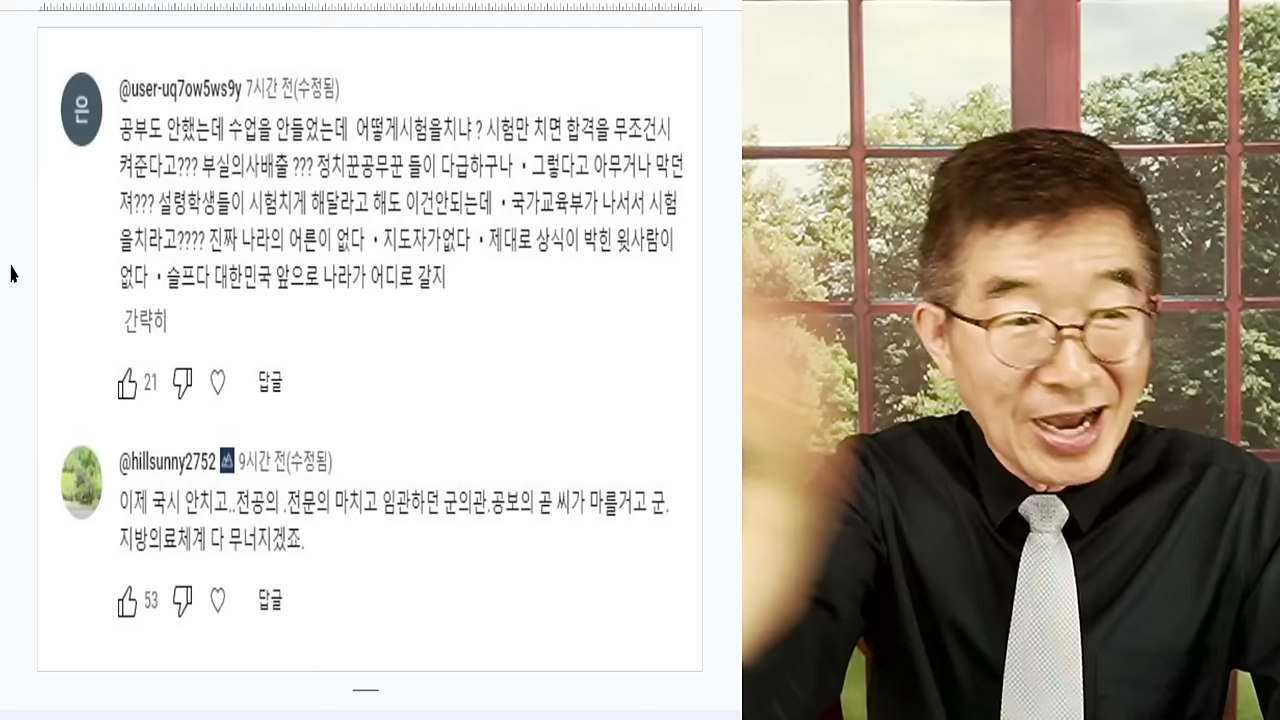 은
@user-uq7ow5ws9y 7시간 전(수정됨)
공부도 안했는데 수업을 안들었는데 어떻게시험을치냐 ? 시험만 치면 합격을 무조건시
켜준다고??? 부실의사배출 ??? 정치꾼공무꾼 들이 다급하구나 • 그렇다고 아무거나 막던
져??? 설령학생들이 시험치게 해달라고 해도 이건안되는데 • 국가교육부가 나서서 시험
을치라고???? 진짜 나라의 어른이 없다 • 지도자가없다 • 제대로 상식이 박힌 윗사람이
없다 • 슬프다 대한민국 앞으로 나라가 어디로 갈지
간략히
21 답글
@hillsunny2752 9시간 전(수정됨)
이제 국시 안치고..전공의 .전문의 마치고 임관하던 군의관.공보의 곧 씨가 마를거고 군.
지방의료체계 다 무너지겠죠.
53 답글